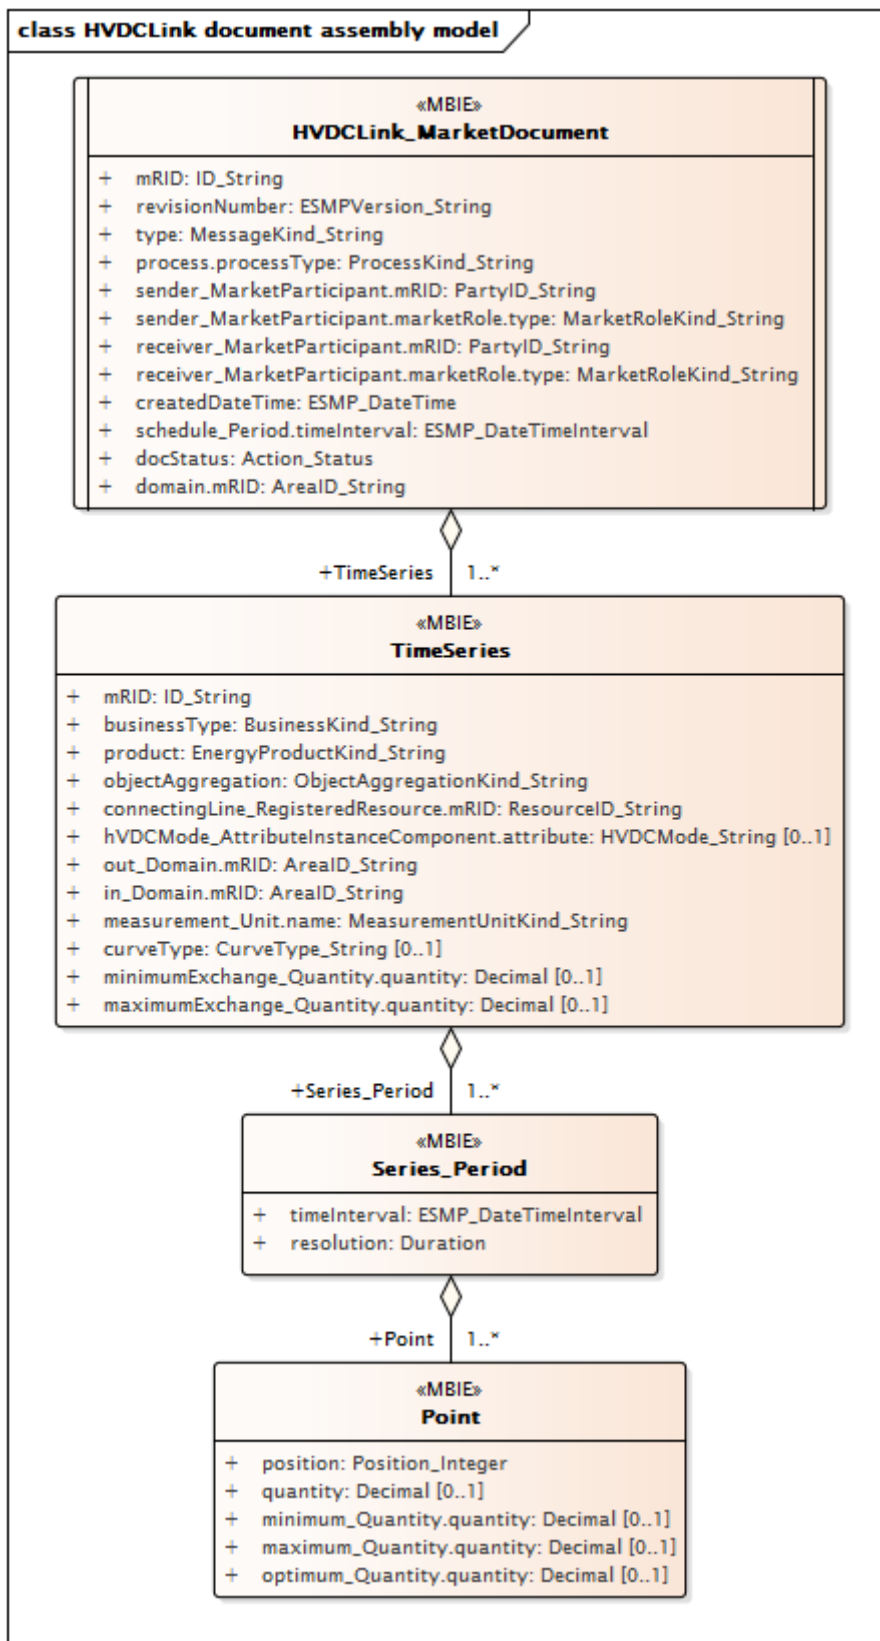 class HVDCLink document assembly model
«MBIE»
HVDCLink_MarketDocument
+ mRID: ID_String
+ revisionNumber: ESMPVersion_String
+ type: MessageKind_String
+ process.processType: ProcessKind_String
+ sender_MarketParticipant.mRID: PartyID_String
+ sender_MarketParticipant.marketRole.type: MarketRoleKind_String
+ receiver_MarketParticipant.mRID: PartyID_String
+ receiver_MarketParticipant.marketRole.type: MarketRoleKind_String
+ createdDateTime: ESMP_DateTime
+ schedule_Period.timeInterval: ESMP_DateTimeInterval
+ docStatus: Action_Status
+ domain.mRID: AreaID_String
+TimeSeries 1..*
«MBIE»
TimeSeries
+ mRID: ID_String
+ businessType: BusinessKind_String
+ product: EnergyProductKind_String
+ objectAggregation: ObjectAggregationKind_String
+ connectingLine_RegisteredResource.mRID: ResourceID_String
+ hVDCMode_AttributeInstanceComponent.attribute: HVDCMode_String [0..1]
+ out_Domain.mRID: AreaID_String
+ in_Domain.mRID: AreaID_String
+ measurement_Unit.name: MeasurementUnitKind_String
+ curveType: CurveType_String [0..1]
+ minimumExchange_Quantity.quantity: Decimal [0..1]
+ maximumExchange_Quantity.quantity: Decimal [0..1]
+Series_Period 1..*
«MBIE»
Series_Period
+ timeInterval: ESMP_DateTimeInterval
+ resolution: Duration
+Point 1..*
«MBIE»
Point
+ position: Position_Integer
+ quantity: Decimal [0..1]
+ minimum_Quantity.quantity: Decimal [0..1]
+ maximum_Quantity.quantity: Decimal [0..1]
+ optimum_Quantity.quantity: Decimal [0..1]